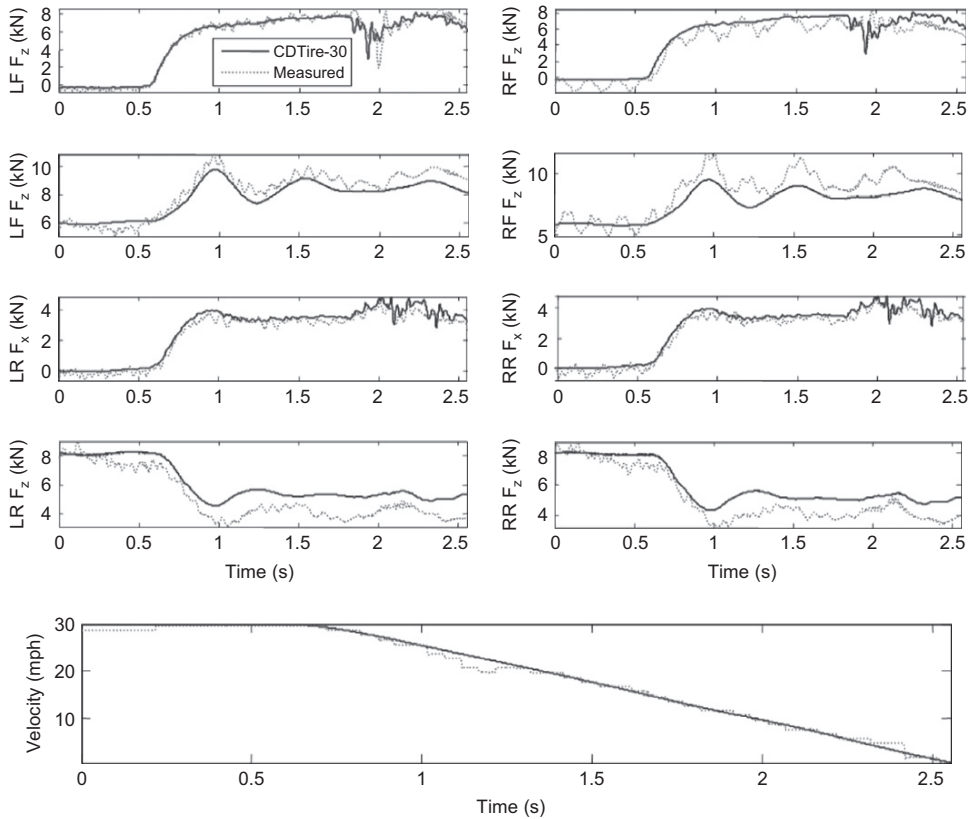 LF F_z (kN)
8
6
4
2
0
0 0.5 1 1.5 2 2.5
CDTire-30
Measured
RF F_z (kN)
8
6
4
2
0
0 0.5 1 1.5 2 2.5
LF F_z (kN)
10
8
6
0 0.5 1 1.5 2 2.5
RF F_z (kN)
10
5
0 0.5 1 1.5 2 2.5
LR F_x (kN)
4
2
0
0 0.5 1 1.5 2 2.5
RR F_x (kN)
4
2
0
0 0.5 1 1.5 2 2.5
LR F_z (kN)
8
6
4
0 0.5 1 1.5 2 2.5
Time (s)
RR F_z (kN)
8
6
4
0 0.5 1 1.5 2 2.5
Time (s)
Velocity (mph)
30
20
10
0 0.5 1 1.5 2 2.5
Time (s)